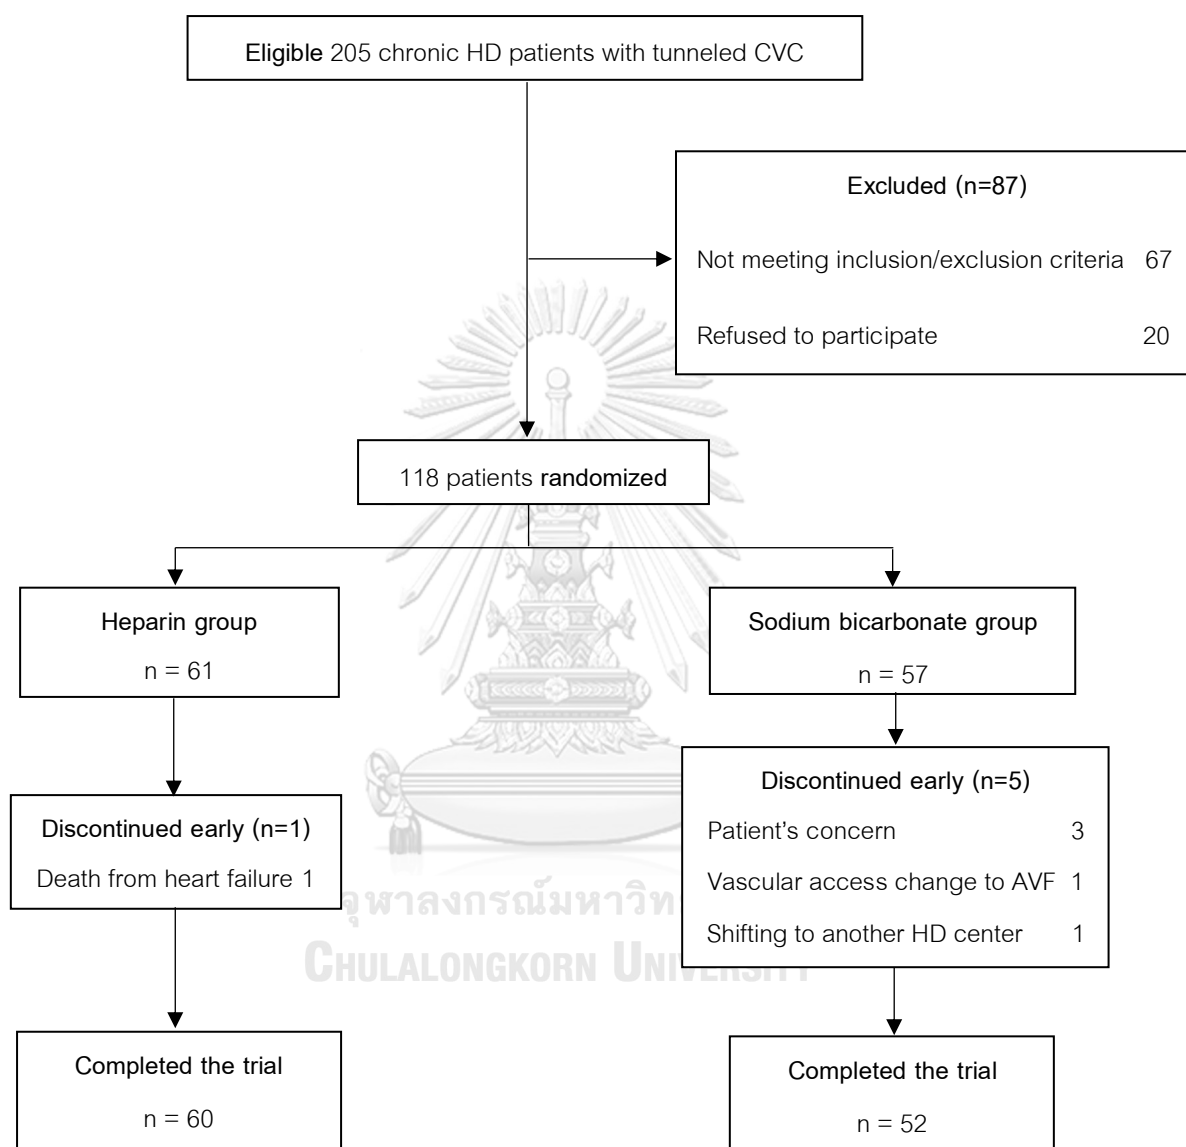 Eligible 205 chronic HD patients with tunneled CVC
Excluded (n=87)
Not meeting inclusion/exclusion criteria 67
Refused to participate 20
118 patients randomized
Heparin group
n = 61
Sodium bicarbonate group
n = 57
Discontinued early (n=1)
Death from heart failure 1
Discontinued early (n=5)
Patient's concern 3
Vascular access change to AVF 1
Shifting to another HD center 1
จุฬาลงกรณ์มหาวิท
CHULALONGKORN UNIVERSITY
Completed the trial
n = 60
Completed the trial
n = 52